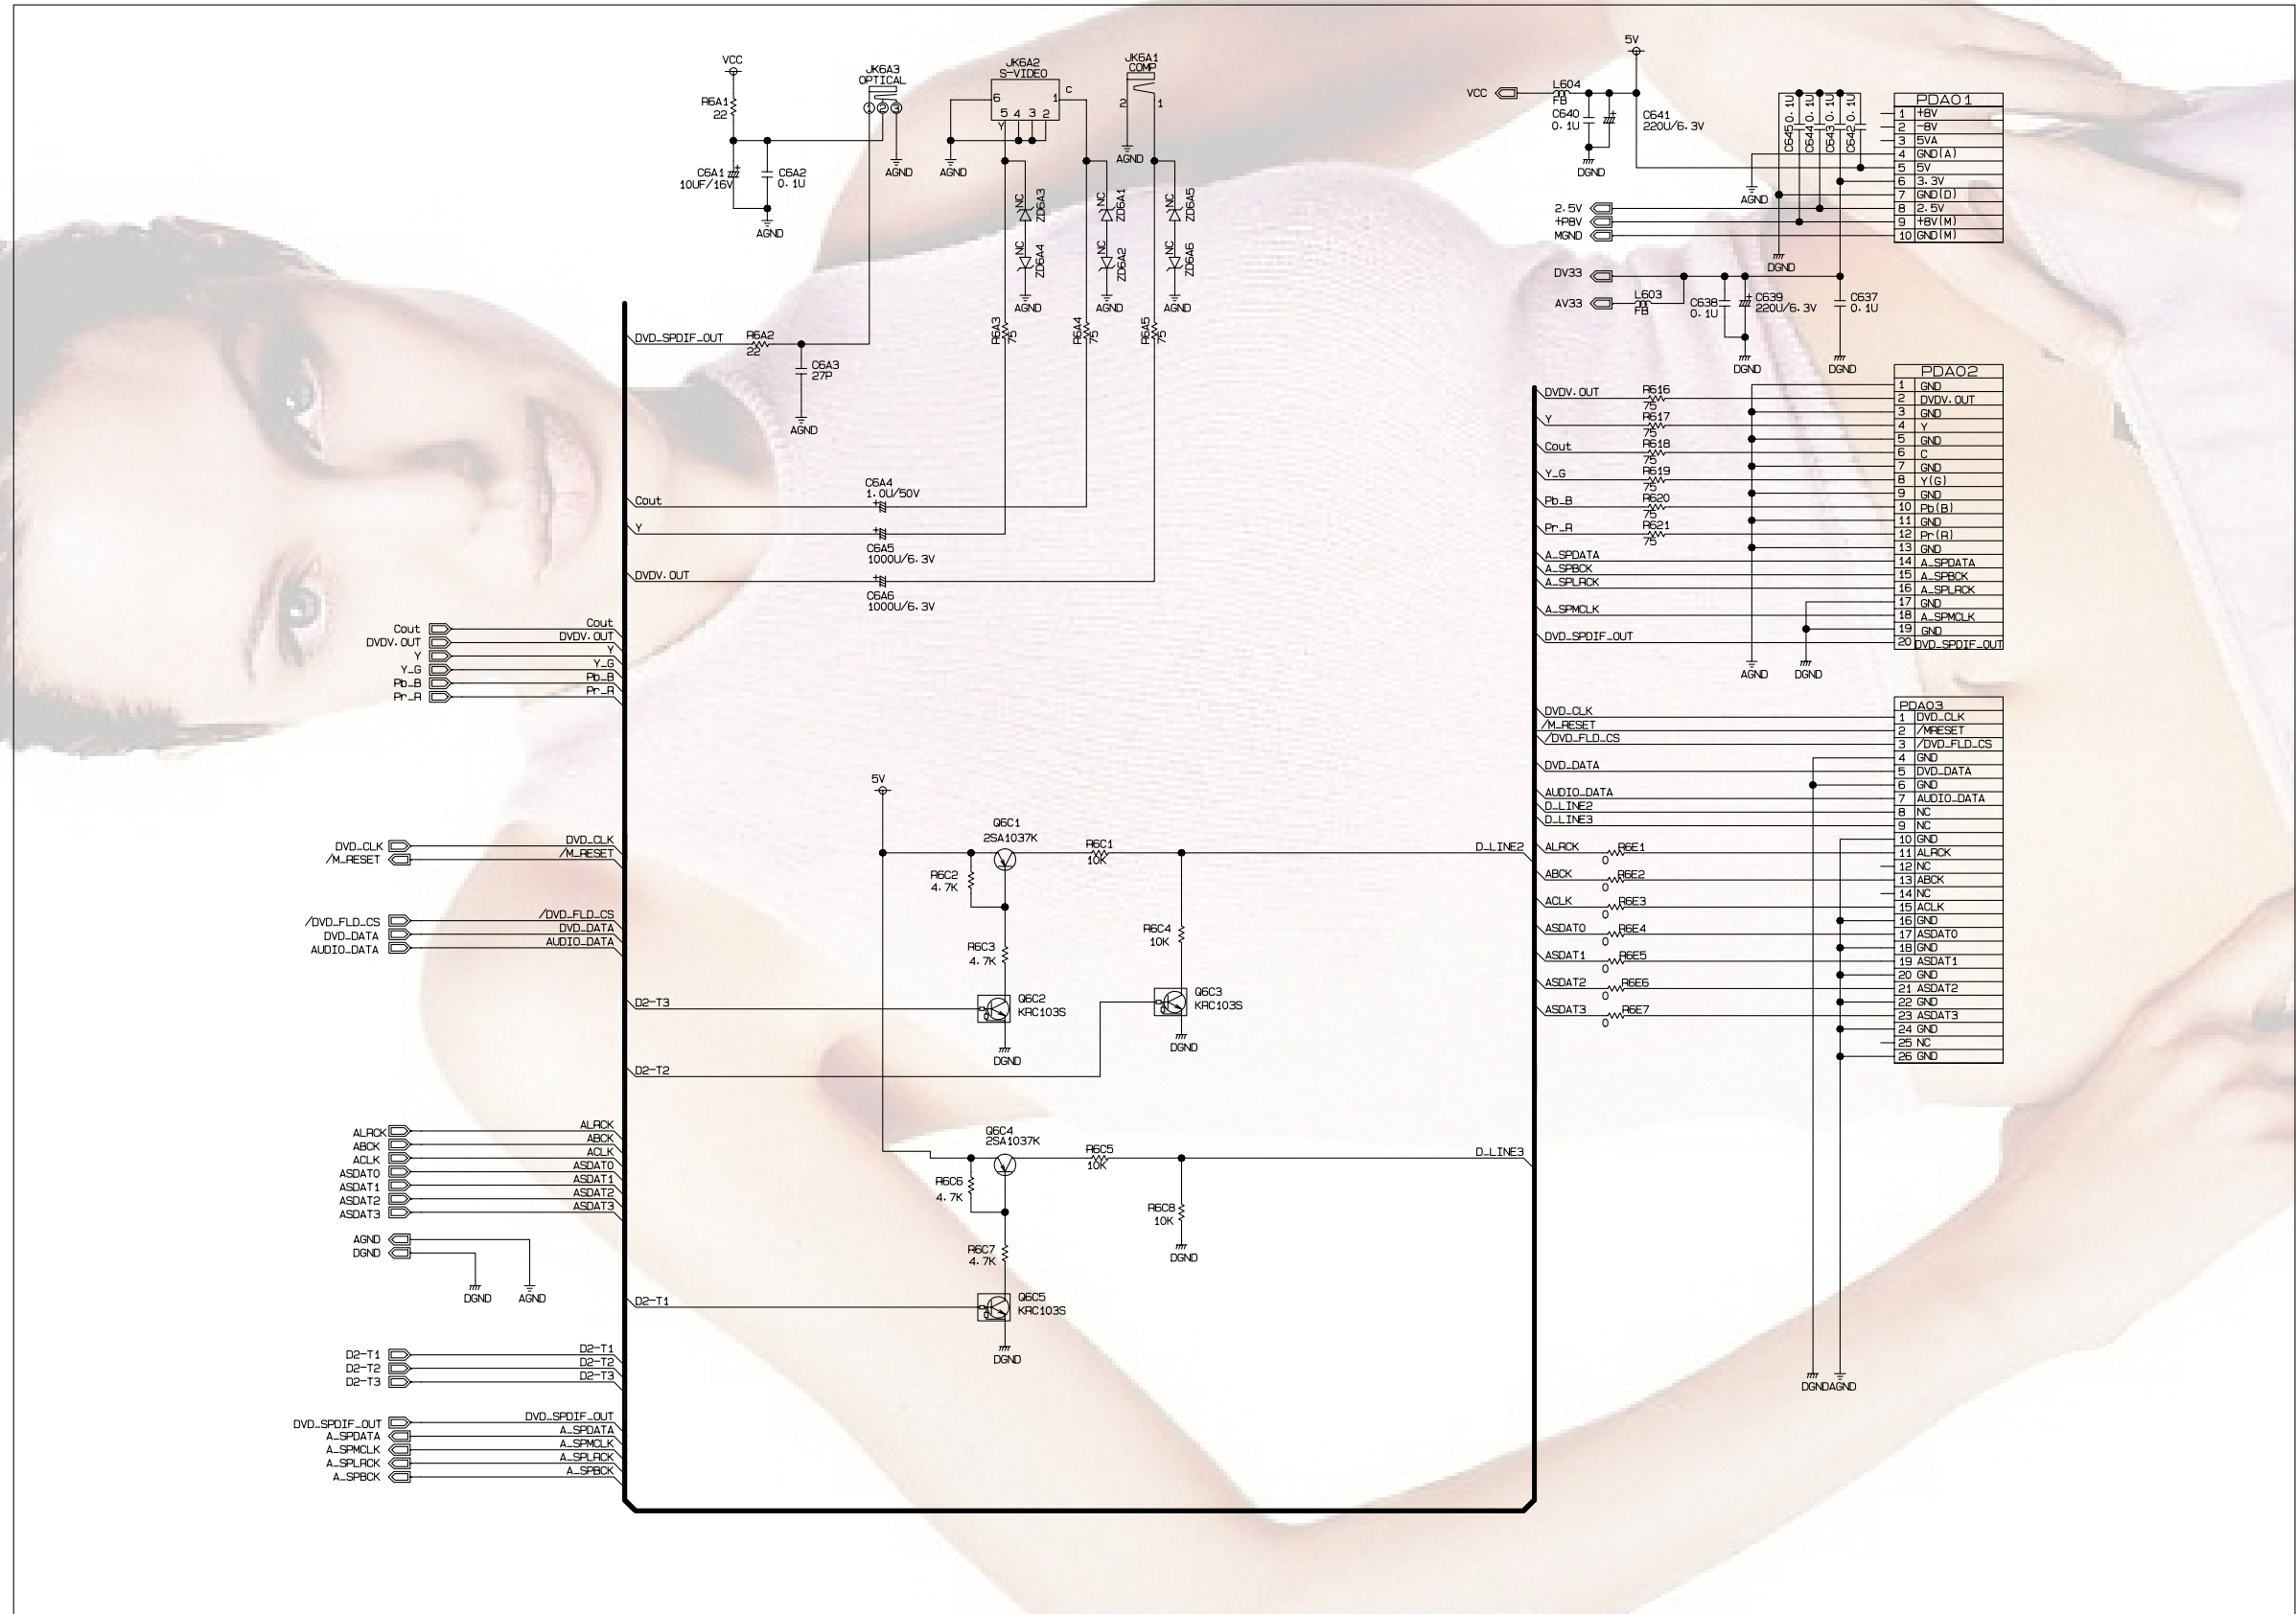 VCC
R6A1
22
C6A1
10UF/16V
C6A2
0.1U
AGND
JK6A3
OPTICAL
1 2 3
AGND
JK6A2
S-VIDEO
6
1
C
5 4 3 2
Y
AGND
JK6A1
COMP
2
1
AGND
NC
ZD6A3
NC
ZD6A4
AGND
NC
ZD6A1
NC
ZD6A2
AGND
NC
ZD6A5
NC
ZD6A6
AGND
R6A3
75
R6A4
75
R6A5
75
DVD_SPDIF_OUT
R6A2
22
C6A3
27P
AGND
Cout
C6A4
1.0U/50V
Y
C6A5
1000U/6.3V
DVDV.OUT
C6A6
1000U/6.3V
5V
VCC
L604
FB
C640
0.1U
C641
220U/6.3V
DGND
C645 0.1U
C644 0.1U
C643 0.1U
C642 0.1U
PDA01
1 +8V
2 -8V
3 5VA
4 GND(A)
5 5V
6 3.3V
7 GND(D)
8 2.5V
9 +8V(M)
10 GND(M)
AGND
2.5V
+P8V
MGND
DGND
DV33
AV33
L603
FB
C638
0.1U
C639
220U/6.3V
C637
0.1U
DGND
DGND
PDA02
1 GND
2 DVDV.OUT
3 GND
4 Y
5 GND
6 C
7 GND
8 Y(G)
9 GND
10 Pb(B)
11 GND
12 Pr(R)
13 GND
14 A_SPDATA
15 A_SPBCK
16 A_SPLRCK
17 GND
18 A_SPMCLK
19 GND
20 DVD_SPDIF_OUT
DVDV.OUT
R616
75
Y
R617
75
Cout
R618
75
Y_G
R619
75
Pb_B
R620
75
Pr_R
R621
75
A_SPDATA
A_SPBCK
A_SPLRCK
A_SPMCLK
DVD_SPDIF_OUT
AGND
DGND
Cout Cout
DVDV.OUT DVDV.OUT
Y Y
Y_G Y_G
Pb_B Pb_B
Pr_R Pr_R
DVD_CLK DVD_CLK
/M_RESET /M_RESET
/DVD_FLD_CS /DVD_FLD_CS
DVD_DATA DVD_DATA
AUDIO_DATA AUDIO_DATA
D2-T3
D2-T2
5V
Q6C1
2SA1037K
R6C1
10K
D_LINE2
R6C2
4.7K
R6C3
4.7K
R6C4
10K
Q6C2
KRC103S
DGND
Q6C3
KRC103S
DGND
Q6C4
2SA1037K
R6C5
10K
D_LINE3
R6C6
4.7K
R6C7
4.7K
R6C8
10K
DGND
D2-T1
Q6C5
KRC103S
DGND
ALRCK ALRCK
ABCK ABCK
ACLK ACLK
ASDAT0 ASDAT0
ASDAT1 ASDAT1
ASDAT2 ASDAT2
ASDAT3 ASDAT3
AGND
DGND
DGND
AGND
D2-T1 D2-T1
D2-T2 D2-T2
D2-T3 D2-T3
DVD_SPDIF_OUT DVD_SPDIF_OUT
A_SPDATA A_SPDATA
A_SPMCLK A_SPMCLK
A_SPLRCK A_SPLRCK
A_SPBCK A_SPBCK
DVD_CLK
/M_RESET
/DVD_FLD_CS
DVD_DATA
AUDIO_DATA
D_LINE2
D_LINE3
ALRCK
R6E1
0
ABCK
R6E2
0
ACLK
R6E3
0
ASDAT0
R6E4
0
ASDAT1
R6E5
0
ASDAT2
R6E6
0
ASDAT3
R6E7
0
PDA03
1 DVD_CLK
2 /MRESET
3 /DVD_FLD_CS
4 GND
5 DVD_DATA
6 GND
7 AUDIO_DATA
8 NC
9 NC
10 GND
11 ALRCK
12 NC
13 ABCK
14 NC
15 ACLK
16 GND
17 ASDAT0
18 GND
19 ASDAT1
20 GND
21 ASDAT2
22 GND
23 ASDAT3
24 GND
25 NC
26 GND
DGND AGND